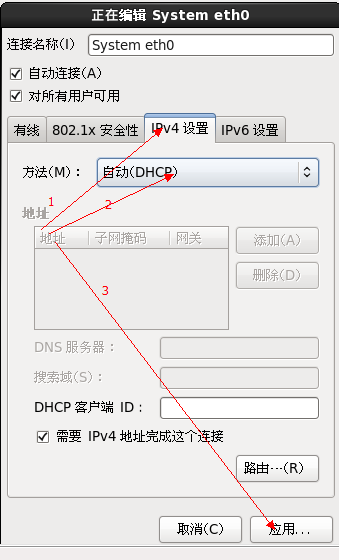 正在编辑 System eth0
连接名称(I) System eth0
自动连接(A)
对所有用户可用
有线 802.1x 安全性 IPv4 设置 IPv6 设置
方法(M)： 自动(DHCP)
1
2
地址
地址 子网掩码 网关 添加(A)
删除(D)
3
DNS 服务器：
搜索域(S)：
DHCP 客户端 ID：
需要 IPv4 地址完成这个连接
路由…(R)
取消(C) 应用...